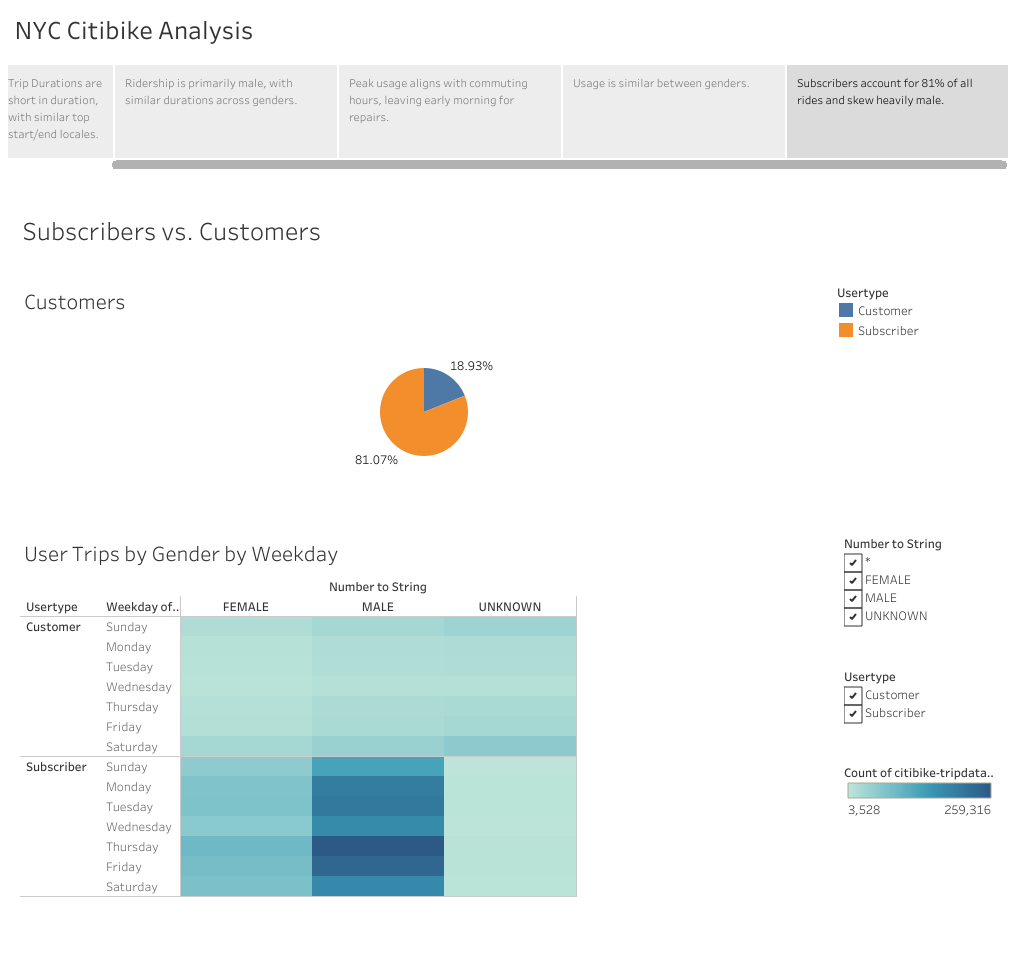 NYC Citibike Analysis
Trip Durations are
short in duration,
with similar top
start/end locales.
Ridership is primarily male, with
similar durations across genders.
Peak usage aligns with commuting
hours, leaving early morning for
repairs.
Usage is similar between genders.
Subscribers account for 81% of all
rides and skew heavily male.
Subscribers vs. Customers
Customers
18.93%
81.07%
Usertype
Customer
Subscriber
User Trips by Gender by Weekday
Number to String
Usertype Weekday of.. FEMALE MALE UNKNOWN
Customer Sunday
Monday
Tuesday
Wednesday
Thursday
Friday
Saturday
Subscriber Sunday
Monday
Tuesday
Wednesday
Thursday
Friday
Saturday
Number to String
*
FEMALE
MALE
UNKNOWN
Usertype
Customer
Subscriber
Count of citibike-tripdata..
3,528 259,316